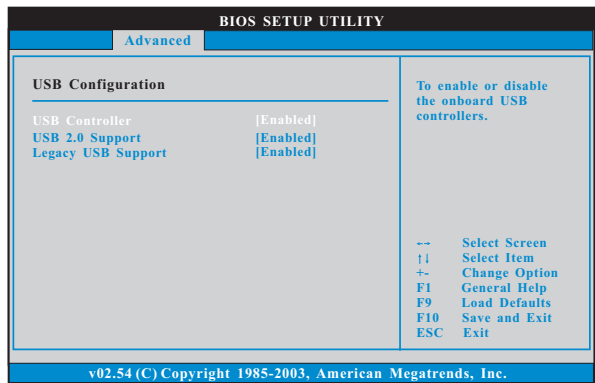 BIOS SETUP UTILITY
Advanced
USB Configuration
USB Controller [Enabled]
USB 2.0 Support [Enabled]
Legacy USB Support [Enabled]
To enable or disable
the onboard USB
controllers.
←→ Select Screen
↑↓ Select Item
+- Change Option
F1 General Help
F9 Load Defaults
F10 Save and Exit
ESC Exit
v02.54 (C) Copyright 1985-2003, American Megatrends, Inc.